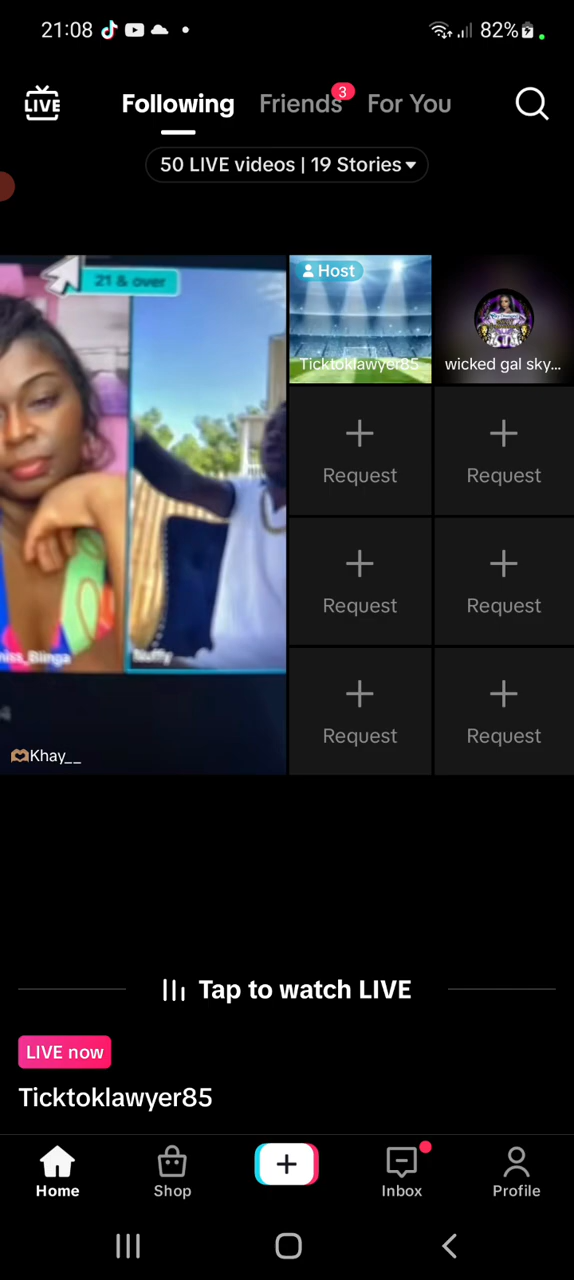 21:08
82%
LIVE
Following
Friends
3
For You
50 LIVE videos | 19 Stories
21 & over
Host
Ticktoklawyer85
wicked gal sky...
Request
Request
Request
Request
Request
Request
Nuffy
Khay__
Tap to watch LIVE
LIVE now
Ticktoklawyer85
Home
Shop
Inbox
Profile